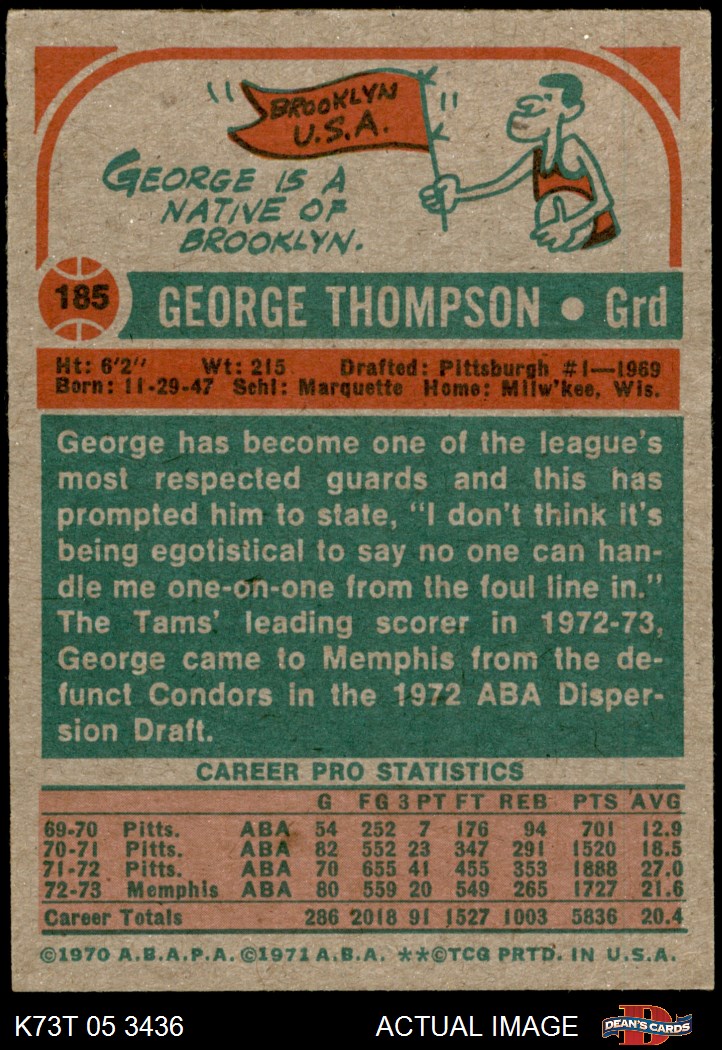 BROOKLYN
U.S.A.
GEORGE IS A
NATIVE OF
BROOKLYN.
185
GEORGE THOMPSON • Grd
Ht: 6'2" Wt: 215 Drafted: Pittsburgh #1—1969
Born: 11-29-47 Schl: Marquette Home: Milw'kee, Wis.
George has become one of the league's
most respected guards and this has
prompted him to state, "I don't think it's
being egotistical to say no one can han-
dle me one-on-one from the foul line in."
The Tams' leading scorer in 1972-73,
George came to Memphis from the de-
funct Condors in the 1972 ABA Disper-
sion Draft.
CAREER PRO STATISTICS
G FG 3 PT FT REB PTS AVG
69-70 Pitts. ABA 54 252 7 176 94 701 12.9
70-71 Pitts. ABA 82 552 23 347 291 1520 18.5
71-72 Pitts. ABA 70 655 41 455 353 1888 27.0
72-73 Memphis ABA 80 559 20 549 265 1727 21.6
Career Totals 286 2018 91 1527 1003 5836 20.4
©1970 A.B.A.P.A. ©1971 A.B.A. **©TCG PRTD. IN U.S.A.
K73T 05 3436 ACTUAL IMAGE
D
DEAN'S CARDS